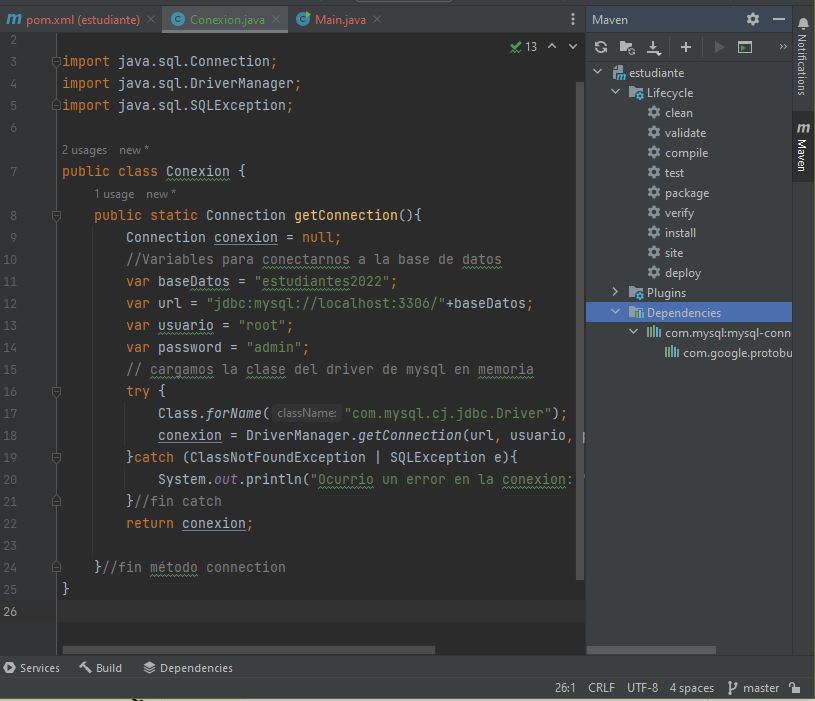 pom.xml (estudiante)
Conexion.java
Main.java
Maven
13
2
3 import java.sql.Connection;
4 import java.sql.DriverManager;
5 import java.sql.SQLException;
6
2 usages new *
7 public class Conexion {
1 usage new *
8 public static Connection getConnection(){
9 Connection conexion = null;
10 //Variables para conectarnos a la base de datos
11 var baseDatos = "estudiantes2022";
12 var url = "jdbc:mysql://localhost:3306/"+baseDatos;
13 var usuario = "root";
14 var password = "admin";
15 // cargamos la clase del driver de mysql en memoria
16 try {
17 Class.forName( className: "com.mysql.cj.jdbc.Driver");
18 conexion = DriverManager.getConnection(url, usuario,
19 }catch (ClassNotFoundException | SQLException e){
20 System.out.println("Ocurrio un error en la conexion:
21 }//fin catch
22 return conexion;
23
24 }//fin método connection
25 }
26
estudiante
Lifecycle
clean
validate
compile
test
package
verify
install
site
deploy
Plugins
Dependencies
com.mysql:mysql-conn
com.google.protobu
Notifications
m Maven
Services
Build
Dependencies
26:1 CRLF UTF-8 4 spaces master